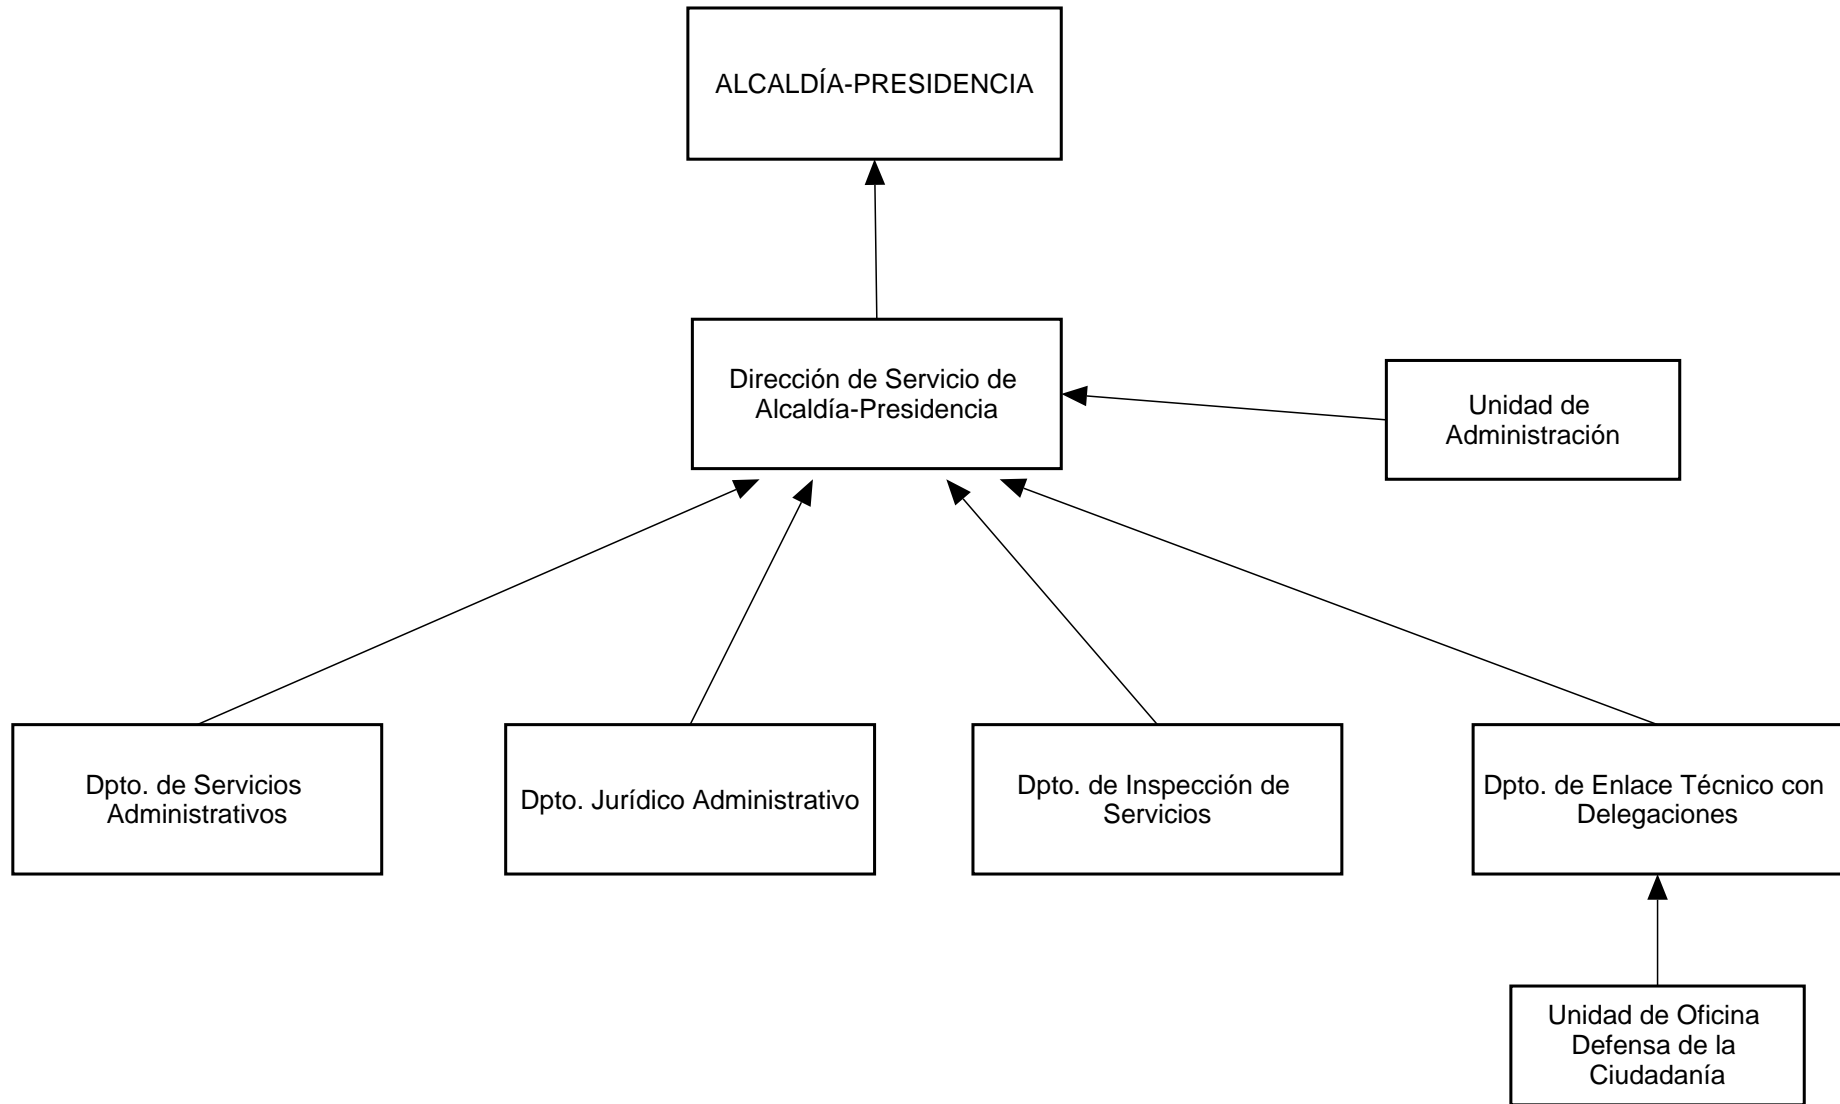 ALCALDÍA-PRESIDENCIA
Dirección de Servicio de
Alcaldía-Presidencia
Unidad de
Administración
Dpto. de Servicios
Administrativos
Dpto. Jurídico Administrativo
Dpto. de Inspección de
Servicios
Dpto. de Enlace Técnico con
Delegaciones
Unidad de Oficina
Defensa de la
Ciudadanía